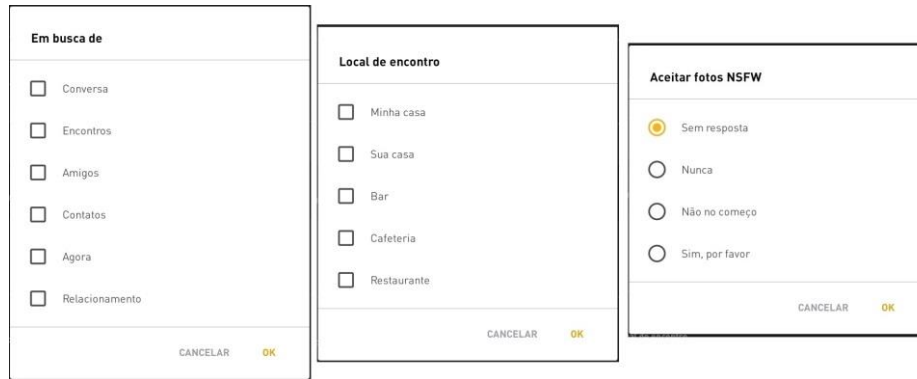 Em busca de
Conversa
Encontros
Amigos
Contatos
Agora
Relacionamento
CANCELAR OK
Local de encontro
Minha casa
Sua casa
Bar
Cafeteria
Restaurante
CANCELAR OK
Aceitar fotos NSFW
Sem resposta
Nunca
Não no começo
Sim, por favor
CANCELAR OK